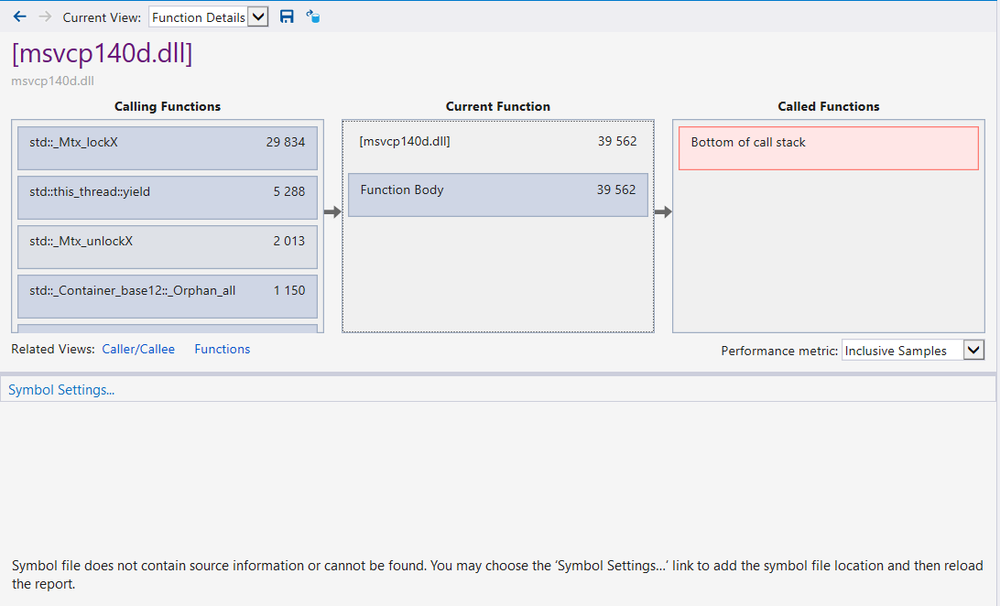 Current View: Function Details
[msvcp140d.dll]
msvcp140d.dll
Calling Functions
std::_Mtx_lockX 29 834
std::this_thread::yield 5 288
std::_Mtx_unlockX 2 013
std::_Container_base12::_Orphan_all 1 150
Current Function
[msvcp140d.dll] 39 562
Function Body 39 562
Called Functions
Bottom of call stack
Related Views: Caller/Callee Functions
Performance metric: Inclusive Samples
Symbol Settings...
Symbol file does not contain source information or cannot be found. You may choose the ‘Symbol Settings...’ link to add the symbol file location and then reload
the report.